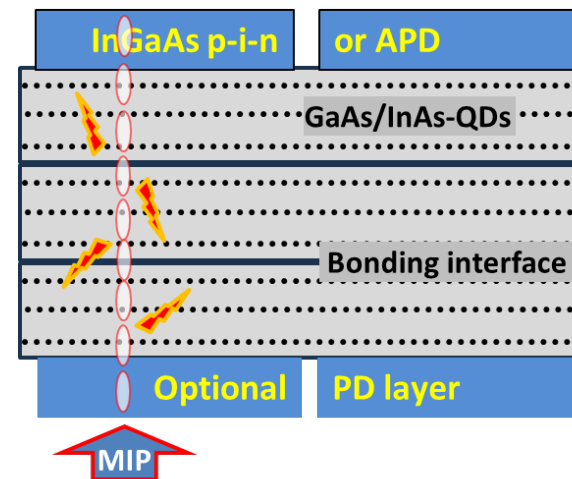 InGaAs p-i-n or APD
GaAs/InAs-QDs
Bonding interface
Optional PD layer
MIP